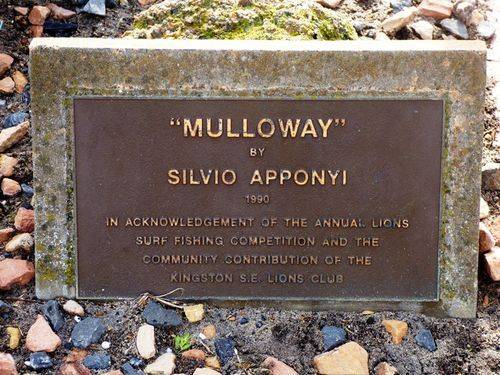 "MULLOWAY"
BY
SILVIO APPONYI
1990
IN ACKNOWLEDGEMENT OF THE ANNUAL LIONS
SURF FISHING COMPETITION AND THE
COMMUNITY CONTRIBUTION OF THE
KINGSTON S.E. LIONS CLUB